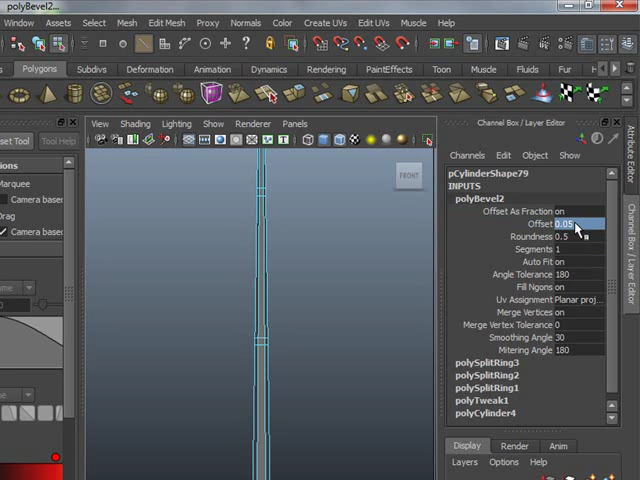 polyBevel2...
Window Assets Select Mesh Edit Mesh Proxy Normals Color Create UVs Edit UVs Muscle Help
Polygons Subdivs Deformation Animation Dynamics Rendering PaintEffects Toon Muscle Fluids Fur
Channel Box / Layer Editor
set Tool Tool Help
View Shading Lighting Show Renderer Panels
Channels Edit Object Show
Marquee
Camera based
Drag
Camera based
FRONT
pCylinderShape79
INPUTS
polyBevel2
Offset As Fraction on
Offset 0.05
Roundness 0.5
Segments 1
Auto Fit on
Angle Tolerance 180
Fill Ngons on
Uv Assignment Planar proj...
Merge Vertices on
Merge Vertex Tolerance 0
Smoothing Angle 30
Mitering Angle 180
polySplitRing3
polySplitRing2
polySplitRing1
polyTweak1
polyCylinder4
Display Render Anim
Layers Options Help
Attribute Editor
Channel Box / Layer Editor